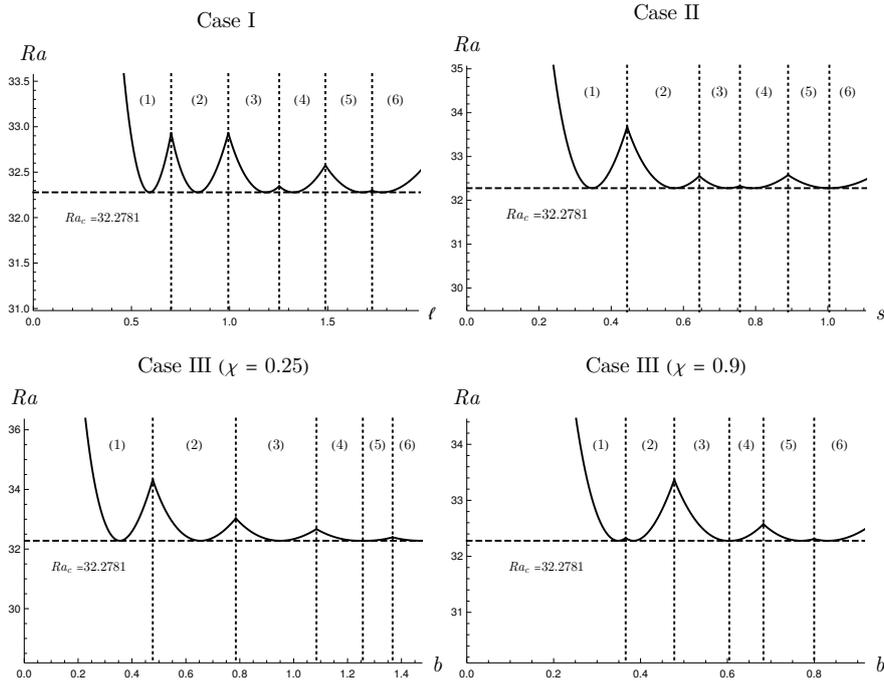 Case I
Ra
33.5
33.0
32.5
32.0
31.5
31.0
(1) (2) (3) (4) (5) (6)
Ra_c =32.2781
0.0 0.5 1.0 1.5
ℓ
Case II
Ra
35
34
33
32
31
30
(1) (2) (3) (4) (5) (6)
Ra_c =32.2781
0.0 0.2 0.4 0.6 0.8 1.0
s
Case III (χ = 0.25)
Ra
36
34
32
30
(1) (2) (3) (4) (5) (6)
Ra_c =32.2781
0.0 0.2 0.4 0.6 0.8 1.0 1.2 1.4
b
Case III (χ = 0.9)
Ra
34
33
32
31
(1) (2) (3) (4) (5) (6)
Ra_c =32.2781
0.0 0.2 0.4 0.6 0.8
b